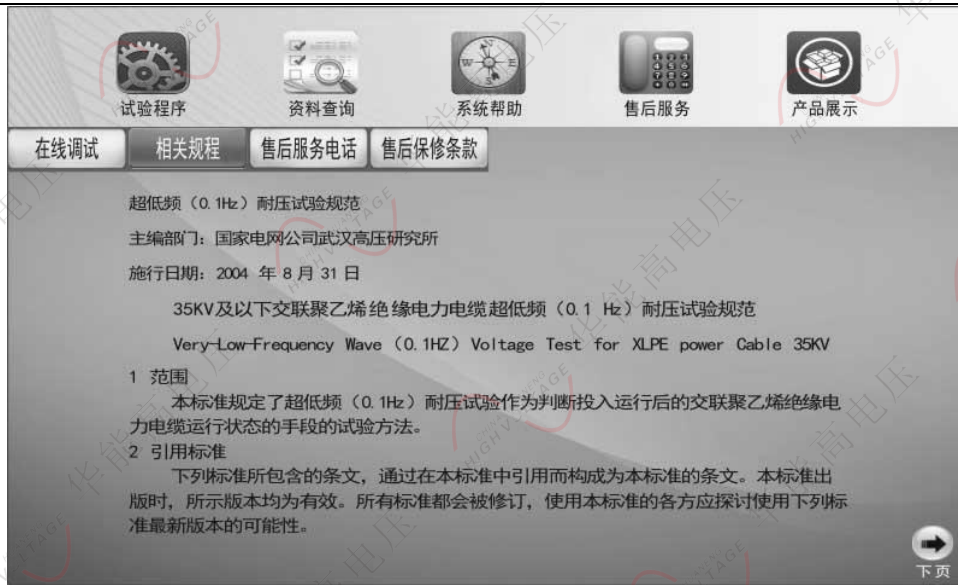 试验程序
资料查询
系统帮助
售后服务
产品展示
在线调试
相关规程
售后服务电话
售后保修条款
超低频（0.1Hz）耐压试验规范
主编部门：国家电网公司武汉高压研究所
施行日期：2004 年 8 月 31 日
35KV及以下交联聚乙烯绝缘电力电缆超低频（0.1 Hz）耐压试验规范
Very-Low-Frequency Wave（0.1HZ）Voltage Test for XLPE power Cable 35KV
1 范围
本标准规定了超低频（0.1Hz）耐压试验作为判断投入运行后的交联聚乙烯绝缘电
力电缆运行状态的手段的试验方法。
2 引用标准
下列标准所包含的条文，通过在本标准中引用而构成为本标准的条文。本标准出
版时，所示版本均为有效。所有标准都会被修订，使用本标准的各方应探讨使用下列标
准最新版本的可能性。
下页
华能高压
HIGH VOLTAGE